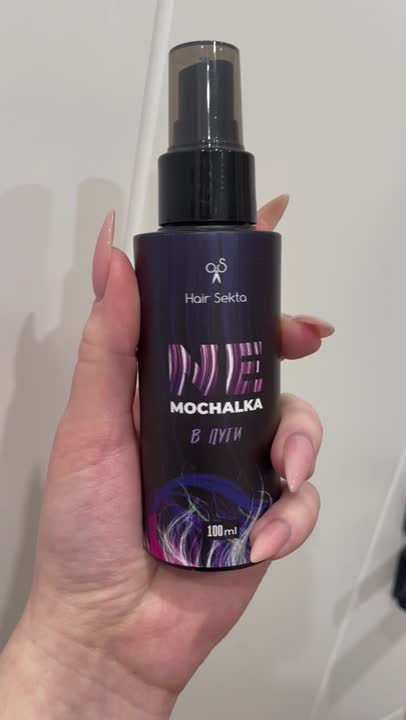 Hair Sekta
NE
MOCHALKA
В ПУТИ
100ml